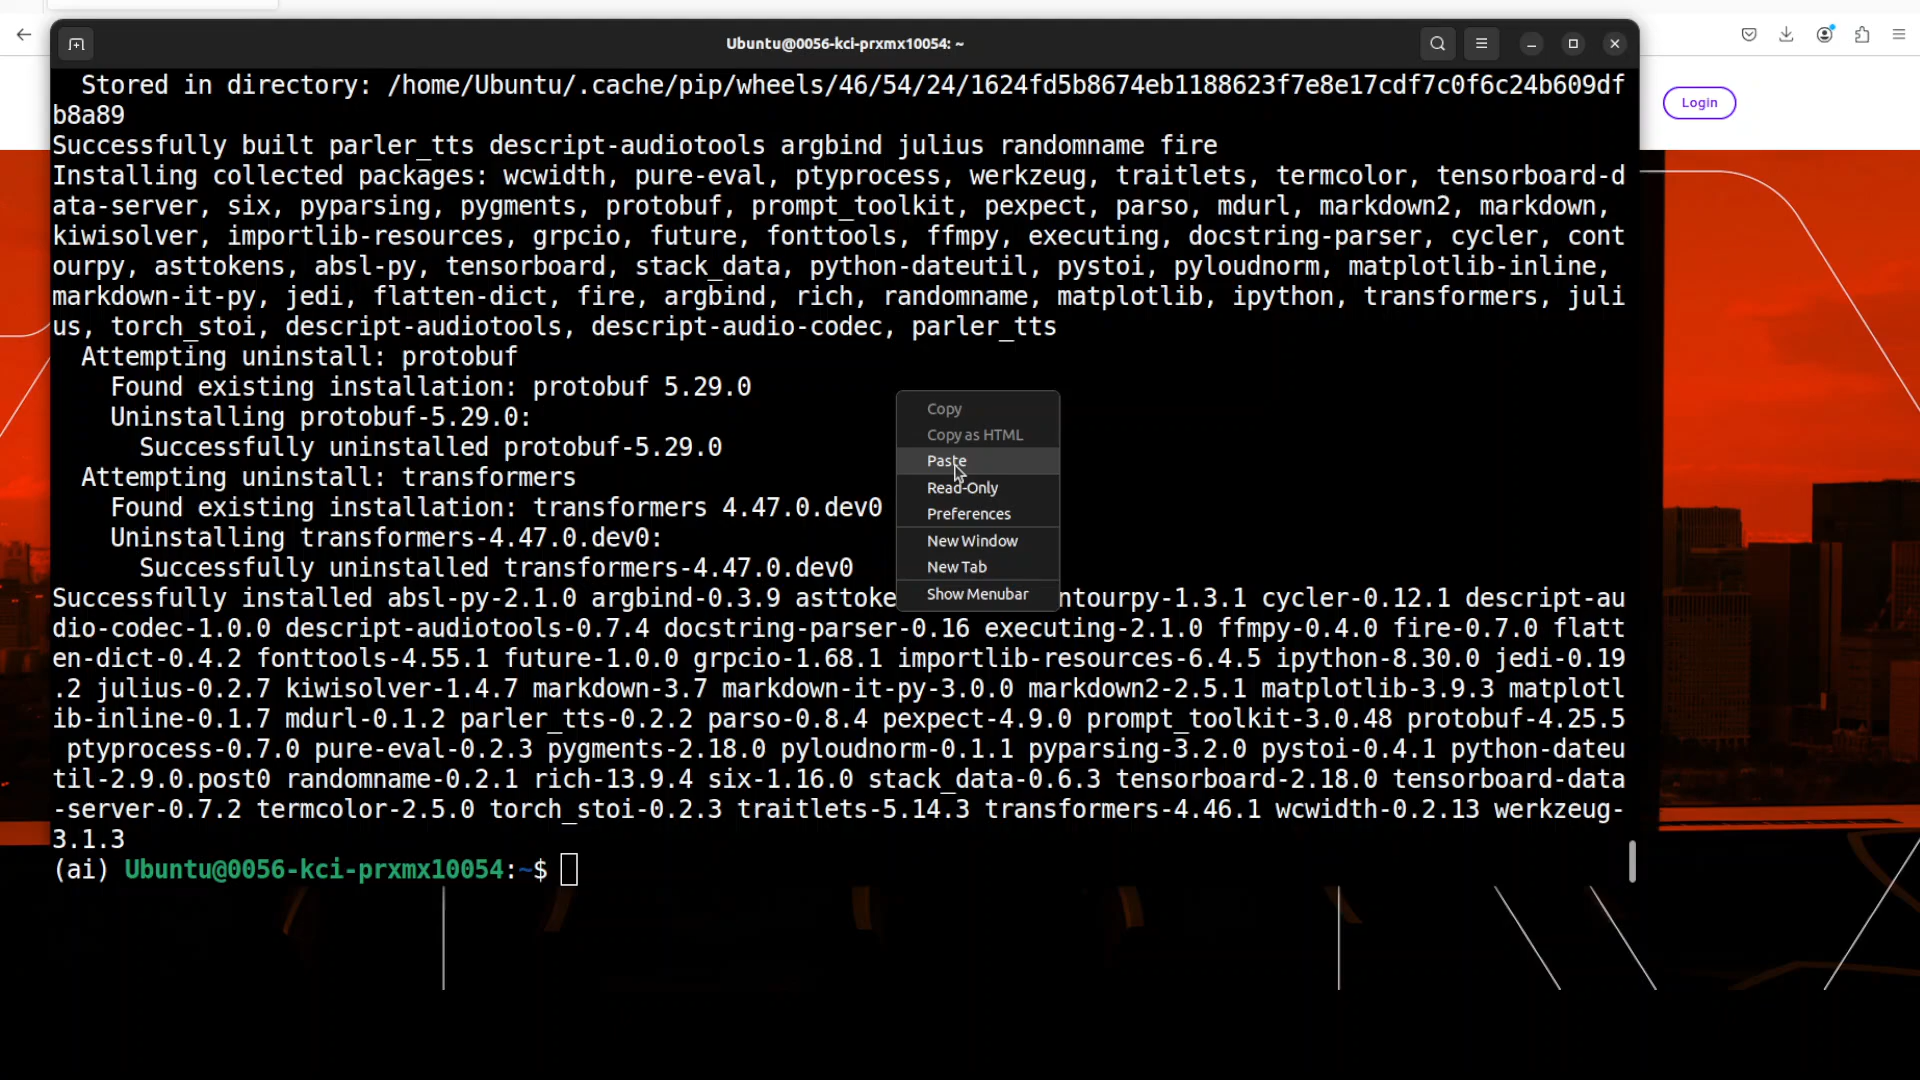 Ubuntu@0056-kci-prxmx10054: ~
Login
Stored in directory: /home/Ubuntu/.cache/pip/wheels/46/54/24/1624fd5b8674eb1188623f7e8e17cdf7c0f6c24b609df
b8a89
Successfully built parler_tts descript-audiotools argbind julius randomname fire
Installing collected packages: wcwidth, pure-eval, ptyprocess, werkzeug, traitlets, termcolor, tensorboard-d
ata-server, six, pyparsing, pygments, protobuf, prompt_toolkit, pexpect, parso, mdurl, markdown2, markdown,
kiwisolver, importlib-resources, grpcio, future, fonttools, ffmpy, executing, docstring-parser, cycler, cont
ourpy, asttokens, absl-py, tensorboard, stack_data, python-dateutil, pystoi, pyloudnorm, matplotlib-inline,
markdown-it-py, jedi, flatten-dict, fire, argbind, rich, randomname, matplotlib, ipython, transformers, juli
us, torch_stoi, descript-audiotools, descript-audio-codec, parler_tts
Attempting uninstall: protobuf
Found existing installation: protobuf 5.29.0
Uninstalling protobuf-5.29.0:
Successfully uninstalled protobuf-5.29.0
Attempting uninstall: transformers
Found existing installation: transformers 4.47.0.dev0
Uninstalling transformers-4.47.0.dev0:
Successfully uninstalled transformers-4.47.0.dev0
Copy
Copy as HTML
Paste
Read-Only
Preferences
New Window
New Tab
Show Menubar
Successfully installed absl-py-2.1.0 argbind-0.3.9 asttoke ntourpy-1.3.1 cycler-0.12.1 descript-au
dio-codec-1.0.0 descript-audiotools-0.7.4 docstring-parser-0.16 executing-2.1.0 ffmpy-0.4.0 fire-0.7.0 flatt
en-dict-0.4.2 fonttools-4.55.1 future-1.0.0 grpcio-1.68.1 importlib-resources-6.4.5 ipython-8.30.0 jedi-0.19
.2 julius-0.2.7 kiwisolver-1.4.7 markdown-3.7 markdown-it-py-3.0.0 markdown2-2.5.1 matplotlib-3.9.3 matplotl
ib-inline-0.1.7 mdurl-0.1.2 parler_tts-0.2.2 parso-0.8.4 pexpect-4.9.0 prompt_toolkit-3.0.48 protobuf-4.25.5
ptyprocess-0.7.0 pure-eval-0.2.3 pygments-2.18.0 pyloudnorm-0.1.1 pyparsing-3.2.0 pystoi-0.4.1 python-dateu
til-2.9.0.post0 randomname-0.2.1 rich-13.9.4 six-1.16.0 stack_data-0.6.3 tensorboard-2.18.0 tensorboard-data
-server-0.7.2 termcolor-2.5.0 torch_stoi-0.2.3 traitlets-5.14.3 transformers-4.46.1 wcwidth-0.2.13 werkzeug-
3.1.3
(ai) Ubuntu@0056-kci-prxmx10054:~$